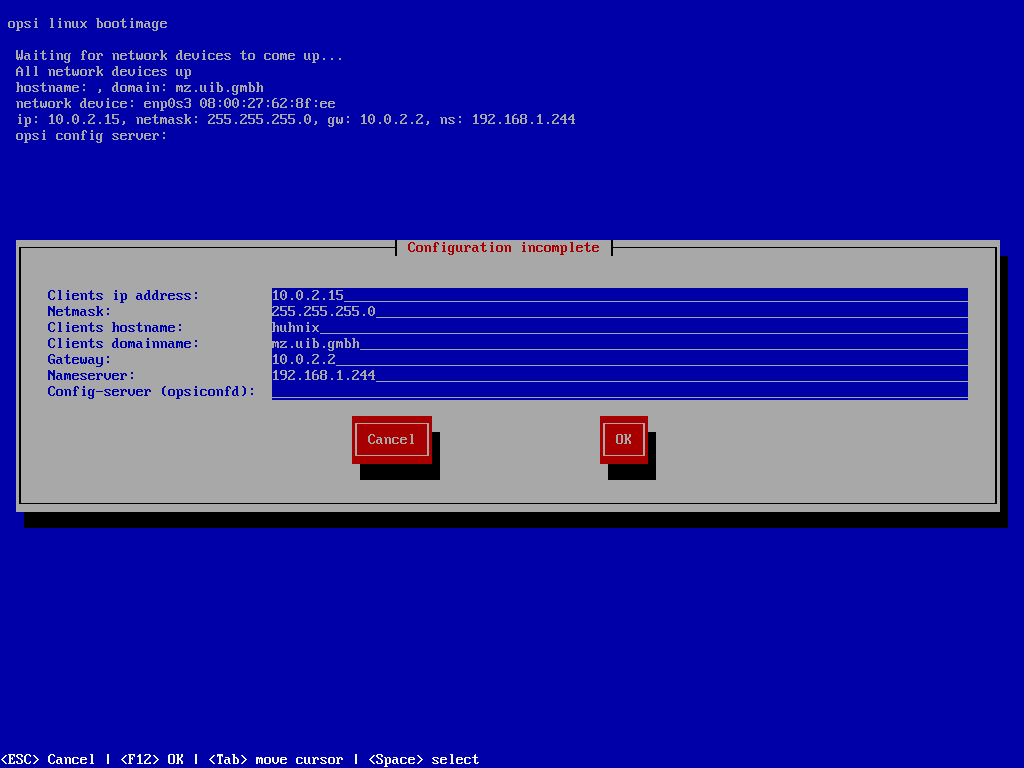 opsi linux bootimage
Waiting for network devices to come up...
All network devices up
hostname: , domain: mz.uib.gmbh
network device: enp0s3 08:00:27:62:8f:ee
ip: 10.0.2.15, netmask: 255.255.255.0, gw: 10.0.2.2, ns: 192.168.1.244
opsi config server:
Configuration incomplete
Clients ip address: 10.0.2.15
Netmask: 255.255.255.0
Clients hostname: huhnix
Clients domainname: mz.uib.gmbh
Gateway: 10.0.2.2
Nameserver: 192.168.1.244
Config-server (opsiconfd):
Cancel OK
<ESC> Cancel | <F12> OK | <Tab> move cursor | <Space> select